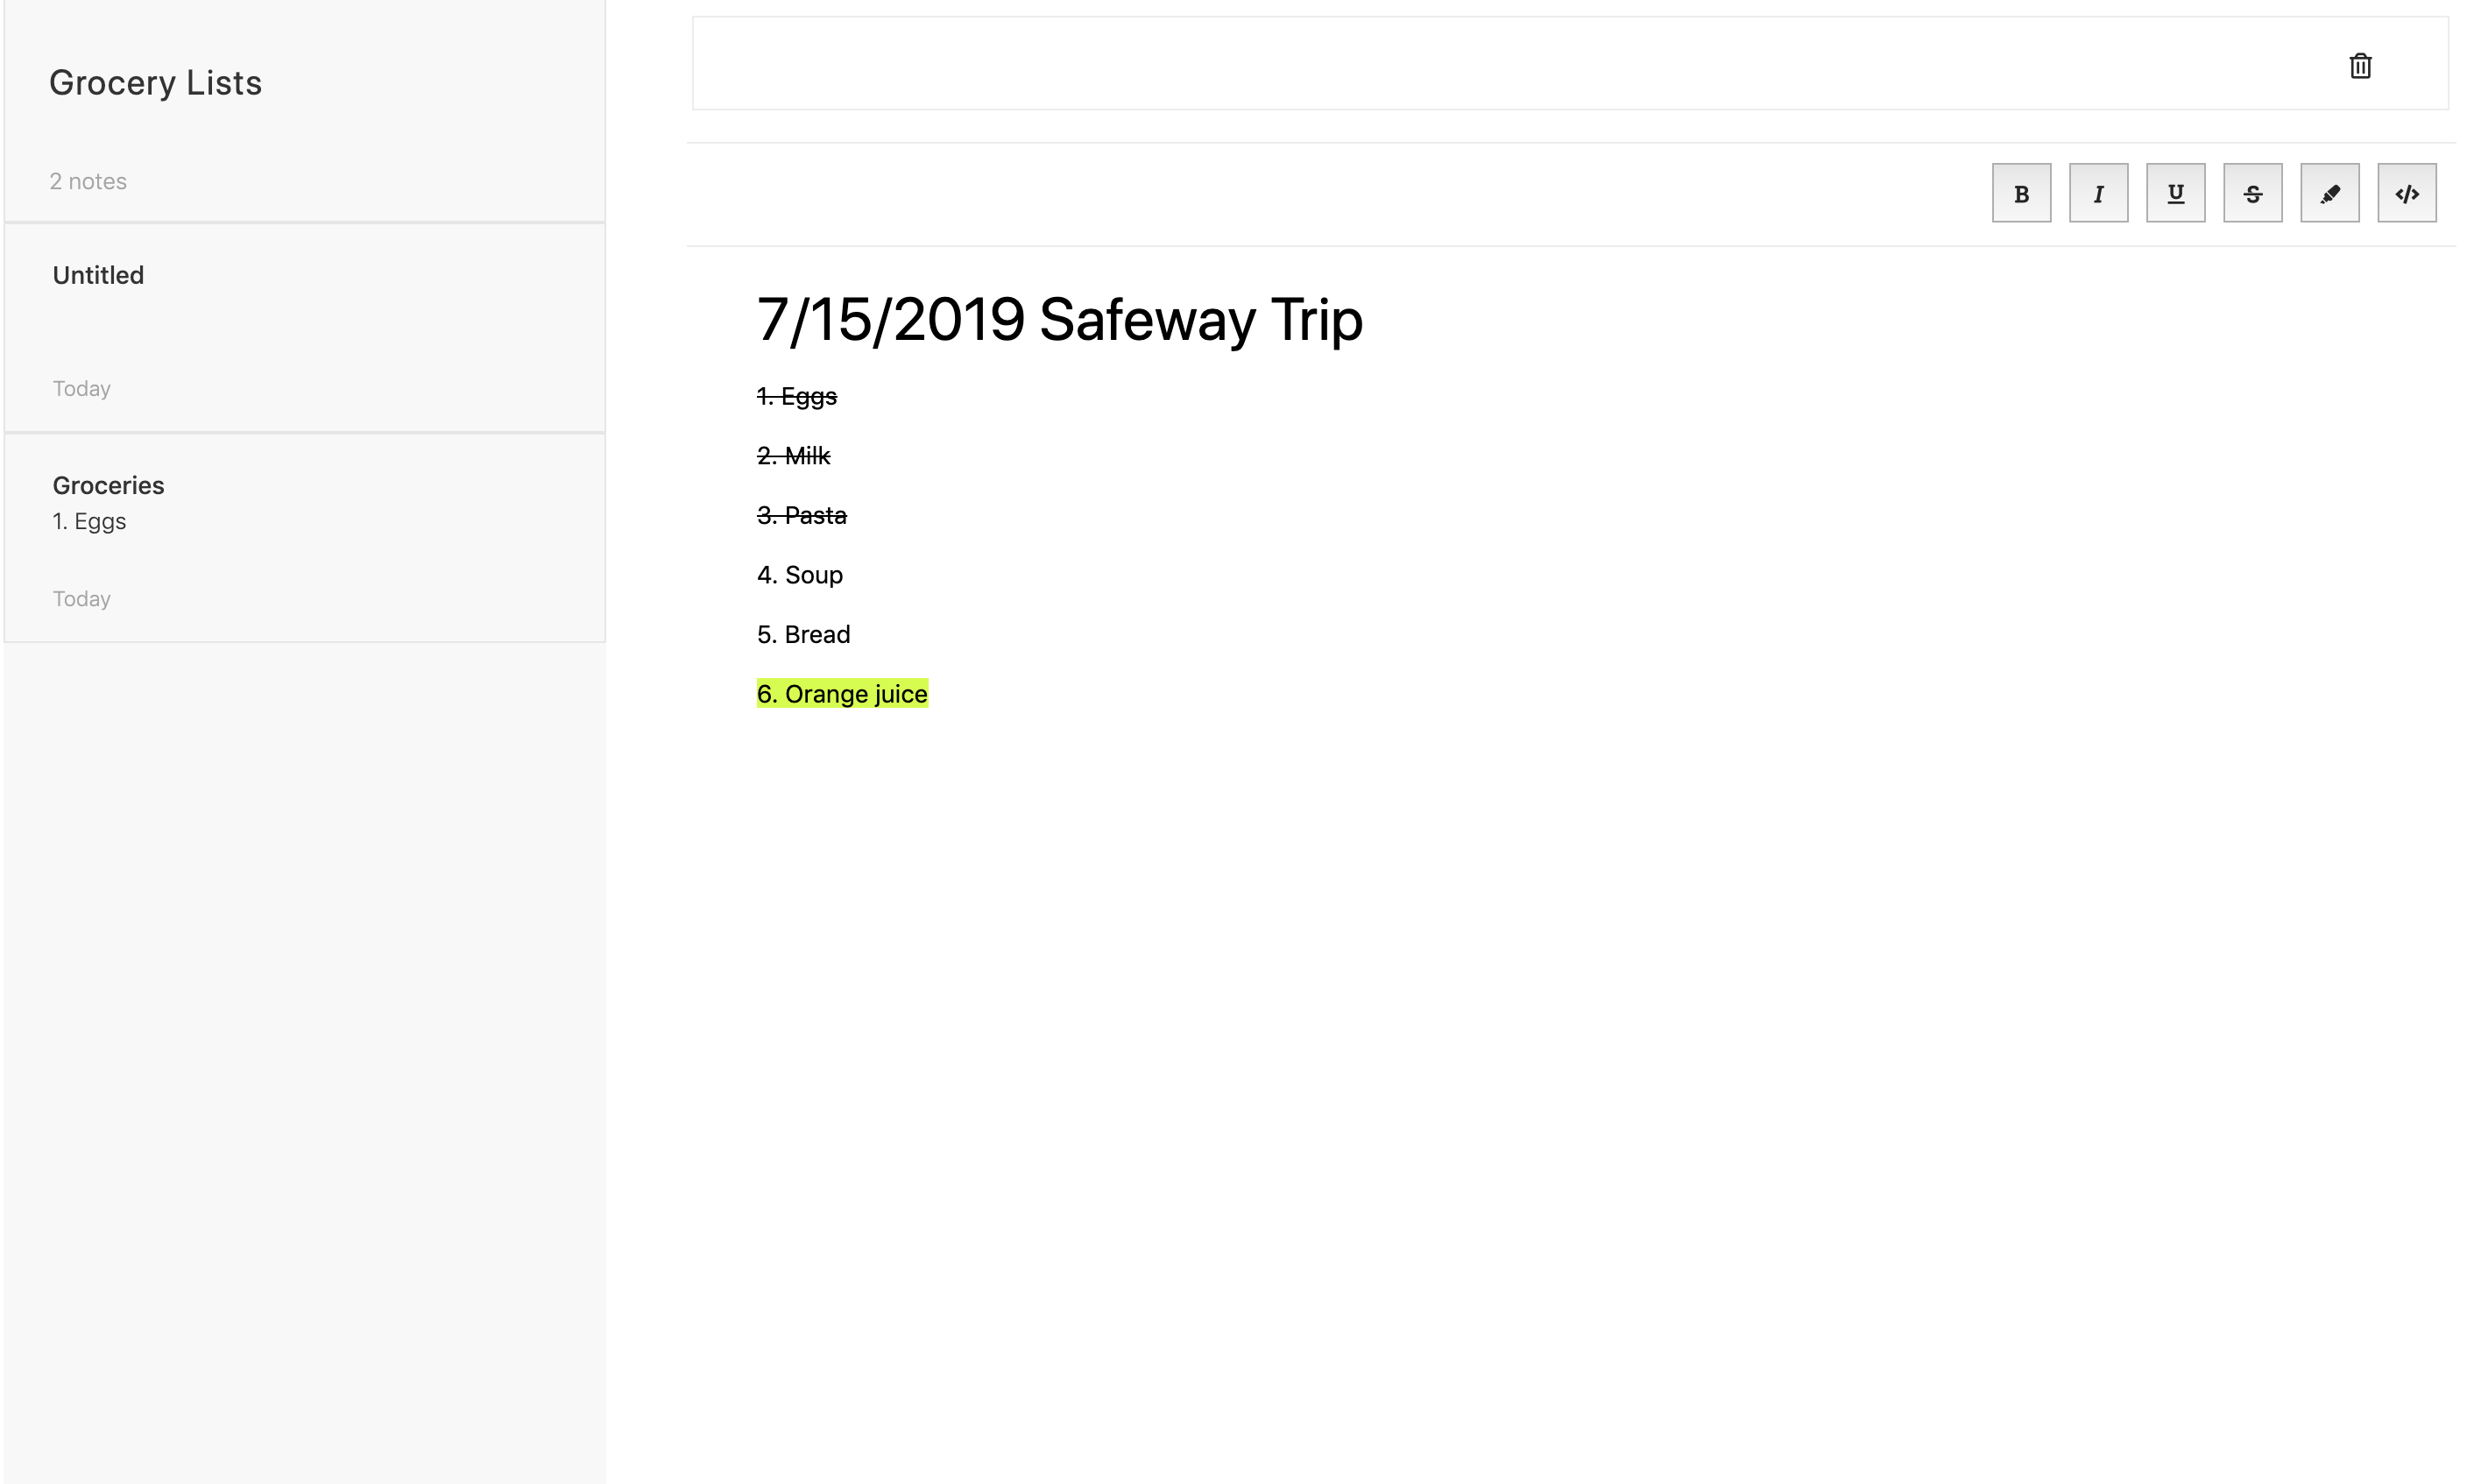 Grocery Lists
2 notes
Untitled
Today
Groceries
1. Eggs
Today
B I U S </>
7/15/2019 Safeway Trip
1. Eggs
2. Milk
3. Pasta
4. Soup
5. Bread
6. Orange juice